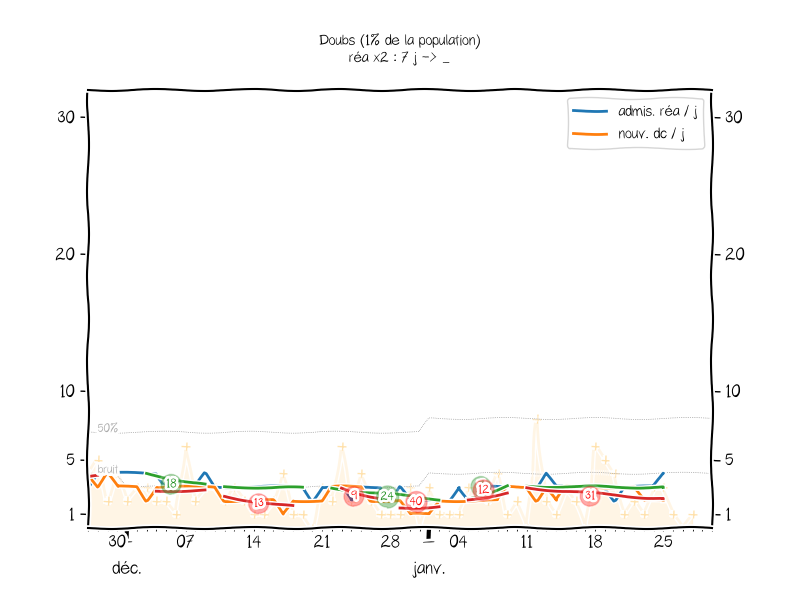 Doubs (1% de la population)
réa x2 : 7 j -> _
admis. réa / j
nouv. dc / j
30 30
20 20
10 10
5 5
1 1
50%
bruit
18 13 9 24 40 12 31
30 07 14 21 28 04 11 18 25
déc. janv.